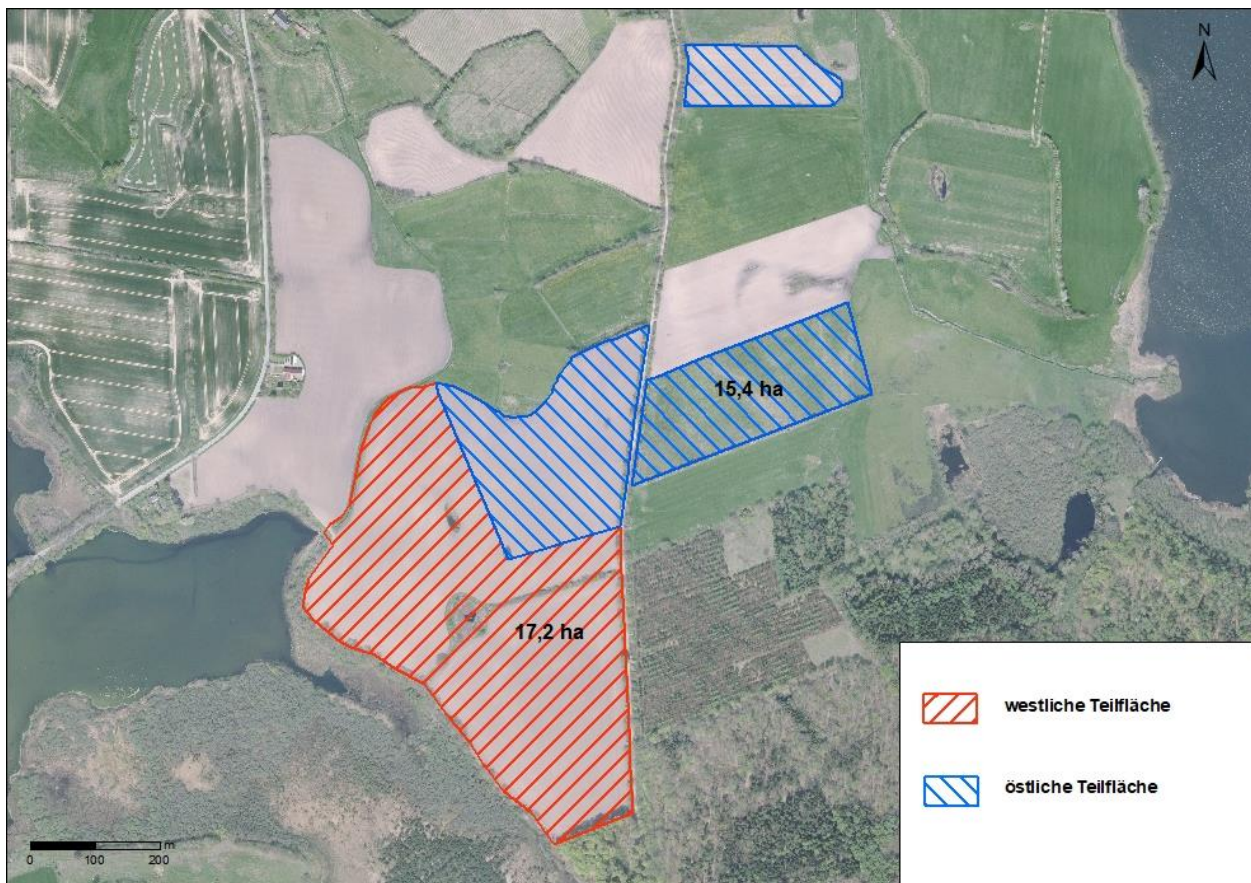 N
15,4 ha
17,2 ha
westliche Teilfläche
östliche Teilfläche
m
0 100 200